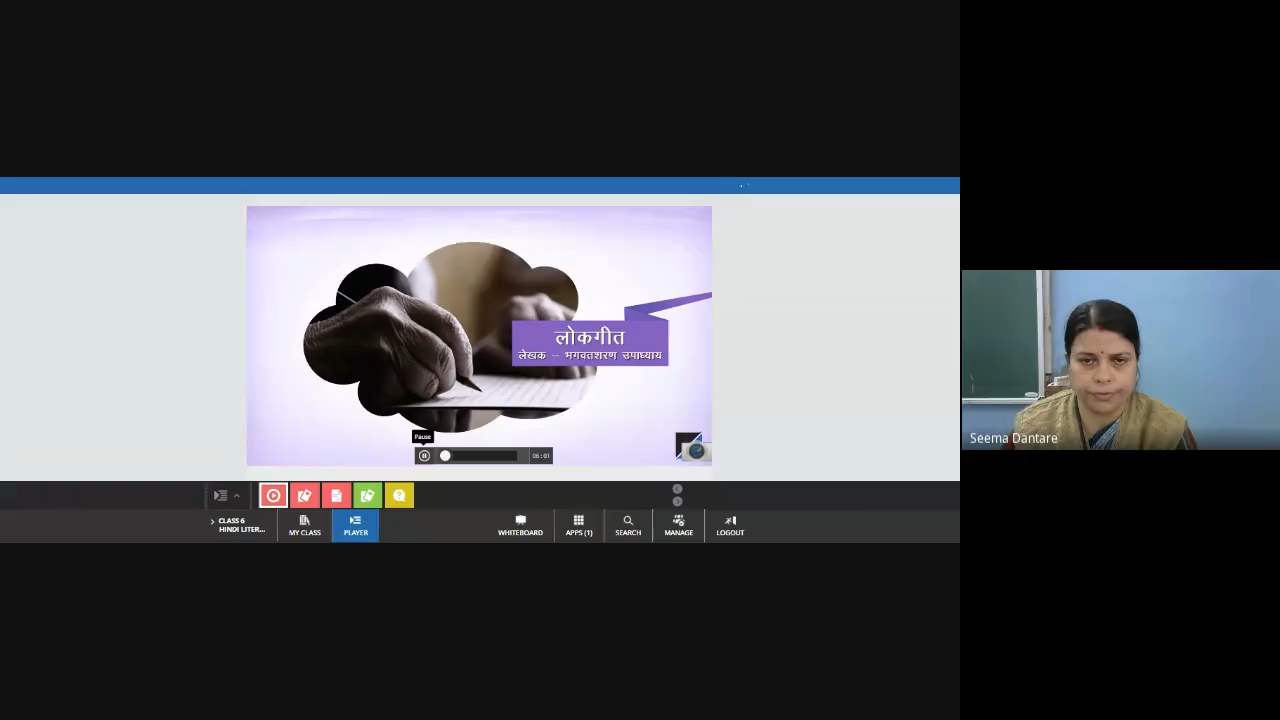 लोकगीत
लेखक – भगवतशरण उपाध्याय
Pause
06:01
Seema Dantare
CLASS 6
HINDI LITER...
MY CLASS
PLAYER
WHITEBOARD
APPS (1)
SEARCH
MANAGE
LOGOUT